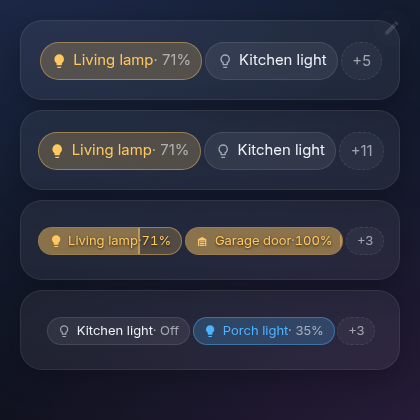 Living lamp · 71% Kitchen light +5
Living lamp · 71% Kitchen light +11
Living lamp·71% Garage door·100% +3
Kitchen light · Off Porch light · 35% +3